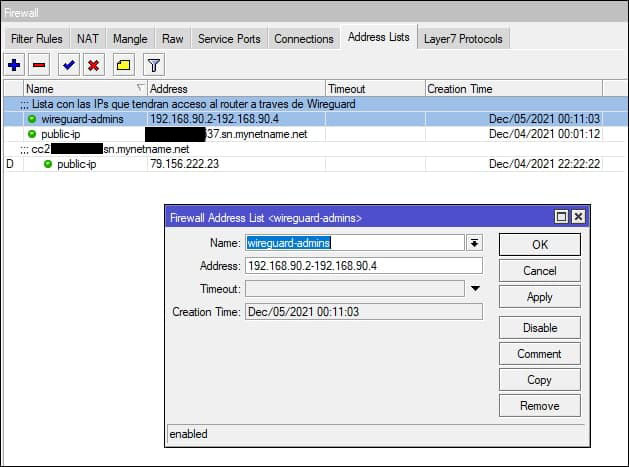 Firewall
Filter Rules NAT Mangle Raw Service Ports Connections Address Lists Layer7 Protocols
Name Address Timeout Creation Time
;;; Lista con las IPs que tendran acceso al router a traves de Wireguard
wireguard-admins 192.168.90.2-192.168.90.4 Dec/05/2021 00:11:03
public-ip 37.sn.mynetname.net Dec/04/2021 00:01:12
;;; cc2 sn.mynetname.net
D public-ip 79.156.222.23 Dec/04/2021 22:22:22
Firewall Address List <wireguard-admins>
Name: wireguard-admins
Address: 192.168.90.2-192.168.90.4
Timeout:
Creation Time: Dec/05/2021 00:11:03
OK
Cancel
Apply
Disable
Comment
Copy
Remove
enabled